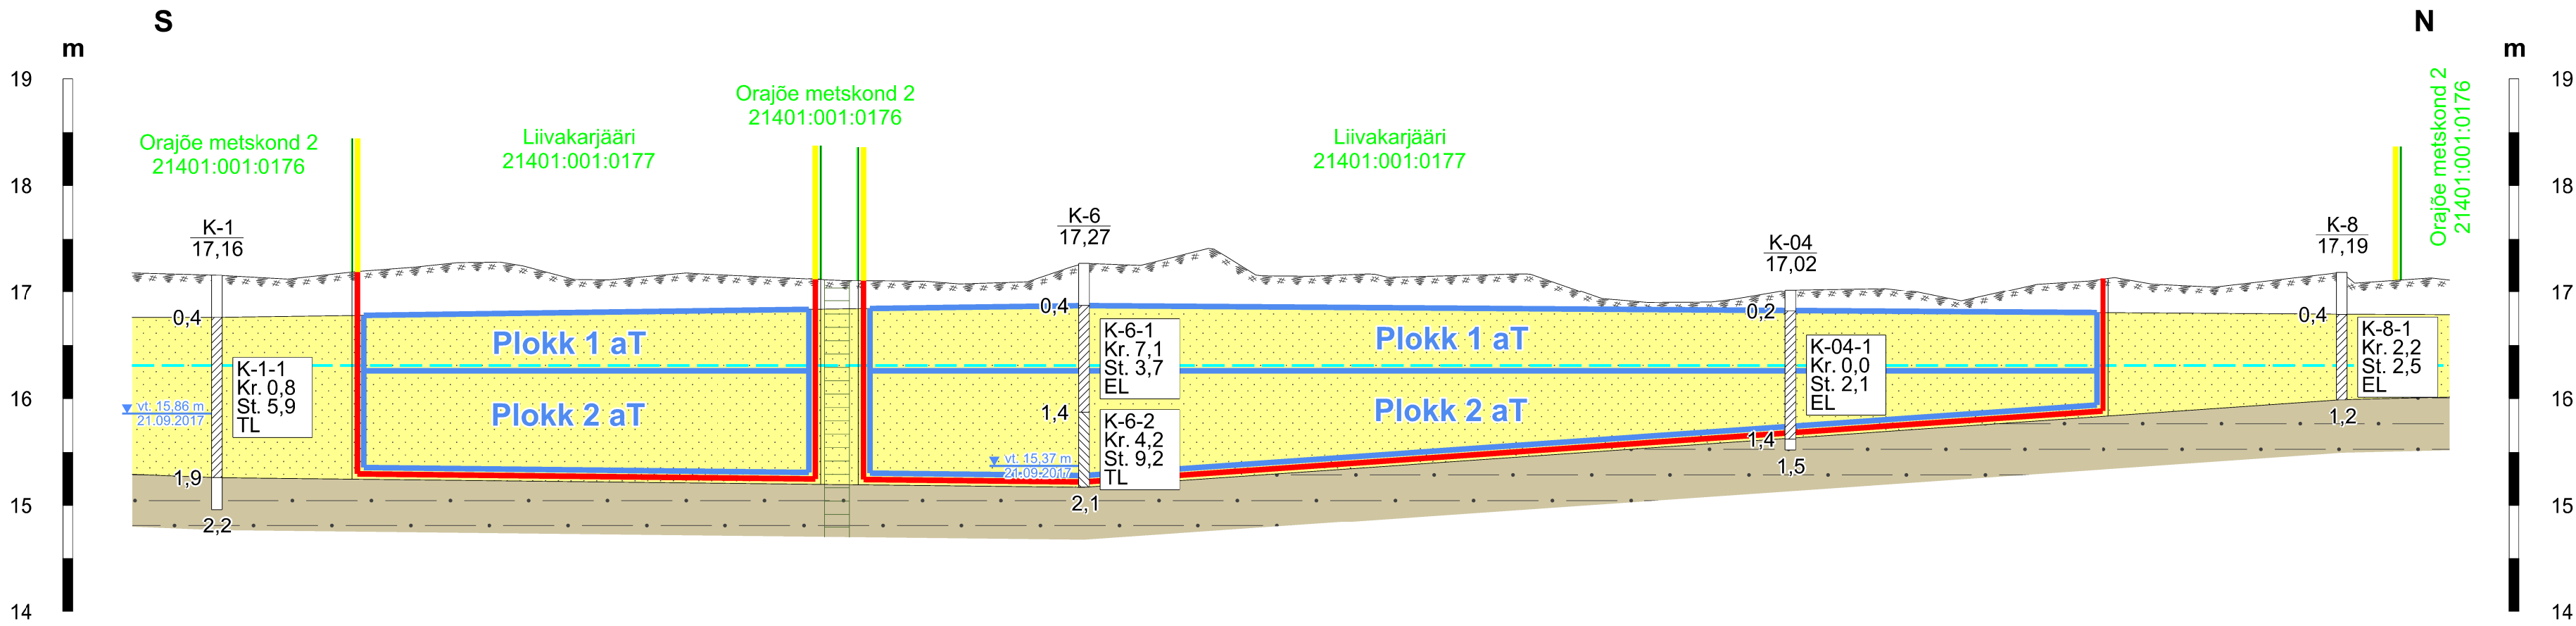 S
N
m
m
19
18
17
16
15
14
Orajõe metskond 2
21401:001:0176
Liivakarjääri
21401:001:0177
Orajõe metskond 2
21401:001:0176
Liivakarjääri
21401:001:0177
Orajõe metskond 2
21401:001:0176
19
18
17
16
15
14
K-1
17,16
0,4
K-1-1
Kr. 0,8
St. 5,9
TL
vt. 15,86 m
21.09.2017
1,9
2,2
Plokk 1 aT
Plokk 2 aT
K-6
17,27
0,4
K-6-1
Kr. 7,1
St. 3,7
EL
1,4
K-6-2
Kr. 4,2
St. 9,2
TL
vt. 15,37 m
21.09.2017
2,1
Plokk 1 aT
Plokk 2 aT
K-04
17,02
0,2
K-04-1
Kr. 0,0
St. 2,1
EL
1,4
1,5
K-8
17,19
0,4
K-8-1
Kr. 2,2
St. 2,5
EL
1,2